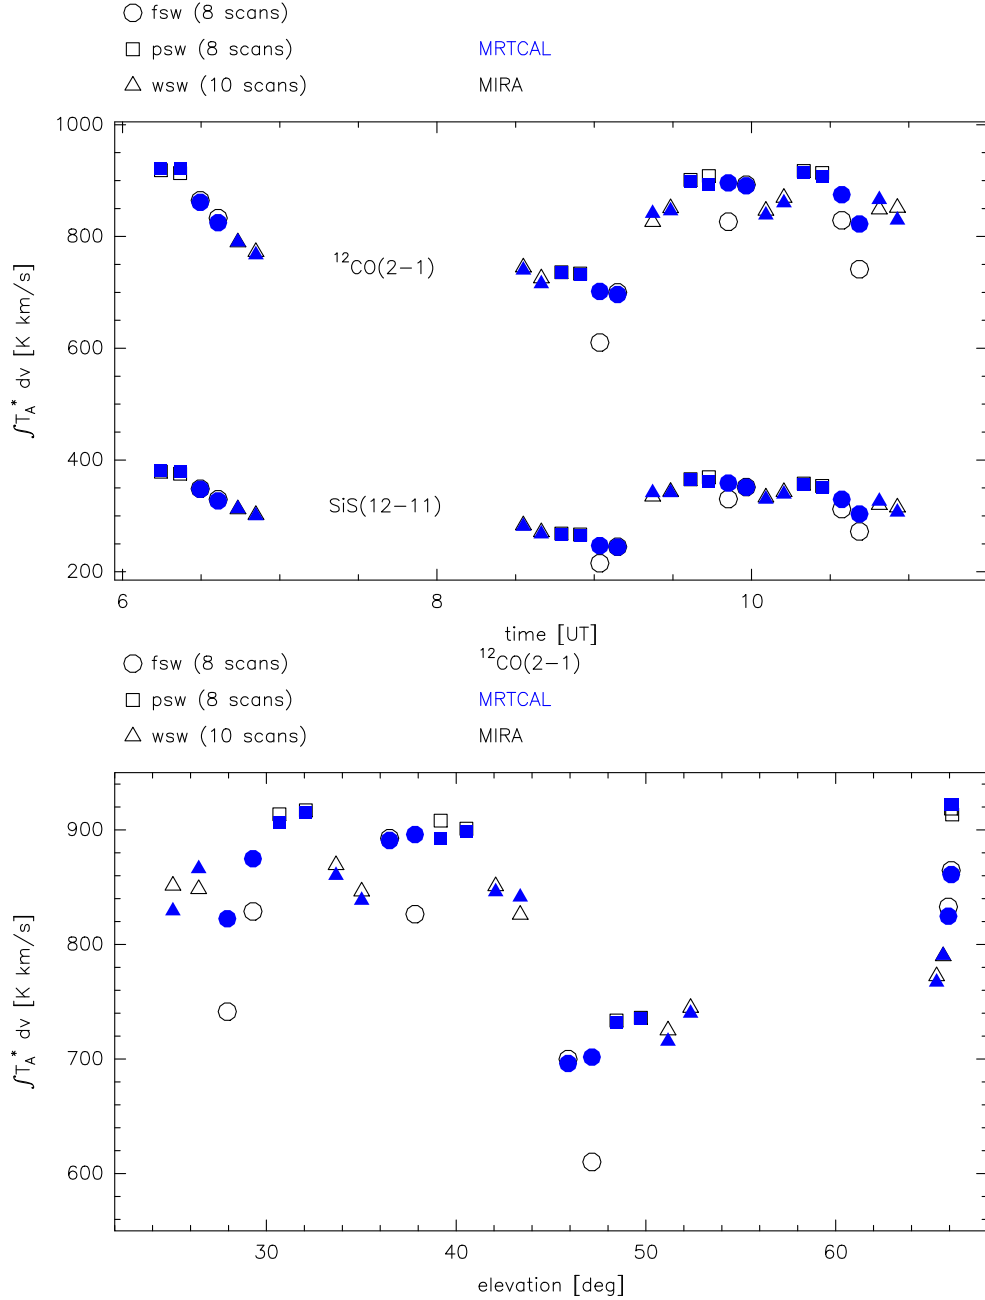 fsw (8 scans)
psw (8 scans) MRTCAL
wsw (10 scans) MIRA
1000
800
600
400
200
∫T_A^* dv [K km/s]
¹²CO(2−1)
SiS(12−11)
6 8 10
time [UT]
fsw (8 scans) ¹²CO(2−1)
psw (8 scans) MRTCAL
wsw (10 scans) MIRA
900
800
700
600
∫T_A^* dv [K km/s]
30 40 50 60
elevation [deg]